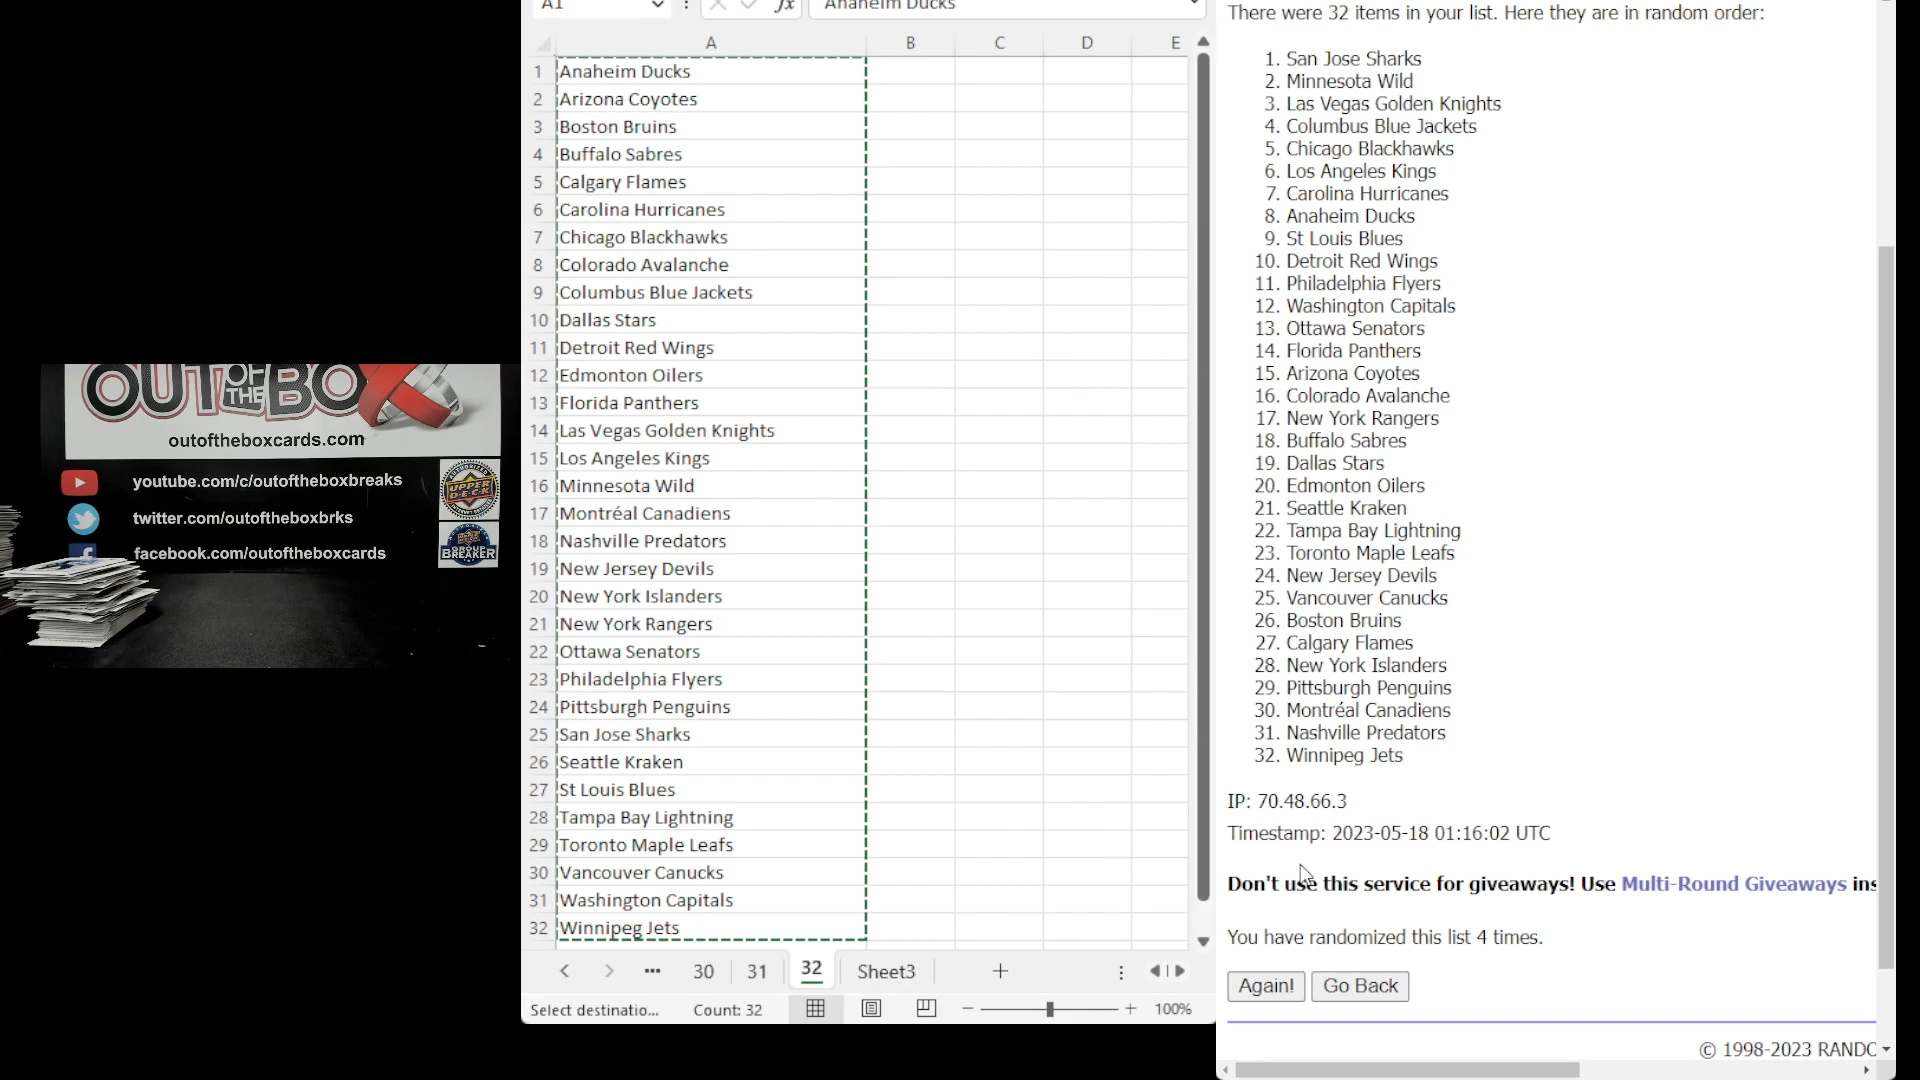 OUT OF THE BOX
outoftheboxcards.com
youtube.com/c/outoftheboxbreaks
twitter.com/outoftheboxbrks
facebook.com/outoftheboxcards
UPPER DECK
GROUP BREAKER
A1
fx
Anaheim Ducks
A B C D E
1 Anaheim Ducks
2 Arizona Coyotes
3 Boston Bruins
4 Buffalo Sabres
5 Calgary Flames
6 Carolina Hurricanes
7 Chicago Blackhawks
8 Colorado Avalanche
9 Columbus Blue Jackets
10 Dallas Stars
11 Detroit Red Wings
12 Edmonton Oilers
13 Florida Panthers
14 Las Vegas Golden Knights
15 Los Angeles Kings
16 Minnesota Wild
17 Montréal Canadiens
18 Nashville Predators
19 New Jersey Devils
20 New York Islanders
21 New York Rangers
22 Ottawa Senators
23 Philadelphia Flyers
24 Pittsburgh Penguins
25 San Jose Sharks
26 Seattle Kraken
27 St Louis Blues
28 Tampa Bay Lightning
29 Toronto Maple Leafs
30 Vancouver Canucks
31 Washington Capitals
32 Winnipeg Jets
... 30 31 32 Sheet3 +
Select destinatio... Count: 32 100%
There were 32 items in your list. Here they are in random order:
1. San Jose Sharks
2. Minnesota Wild
3. Las Vegas Golden Knights
4. Columbus Blue Jackets
5. Chicago Blackhawks
6. Los Angeles Kings
7. Carolina Hurricanes
8. Anaheim Ducks
9. St Louis Blues
10. Detroit Red Wings
11. Philadelphia Flyers
12. Washington Capitals
13. Ottawa Senators
14. Florida Panthers
15. Arizona Coyotes
16. Colorado Avalanche
17. New York Rangers
18. Buffalo Sabres
19. Dallas Stars
20. Edmonton Oilers
21. Seattle Kraken
22. Tampa Bay Lightning
23. Toronto Maple Leafs
24. New Jersey Devils
25. Vancouver Canucks
26. Boston Bruins
27. Calgary Flames
28. New York Islanders
29. Pittsburgh Penguins
30. Montréal Canadiens
31. Nashville Predators
32. Winnipeg Jets
IP: 70.48.66.3
Timestamp: 2023-05-18 01:16:02 UTC
Don't use this service for giveaways! Use Multi-Round Giveaways ins
You have randomized this list 4 times.
Again! Go Back
© 1998-2023 RANDO